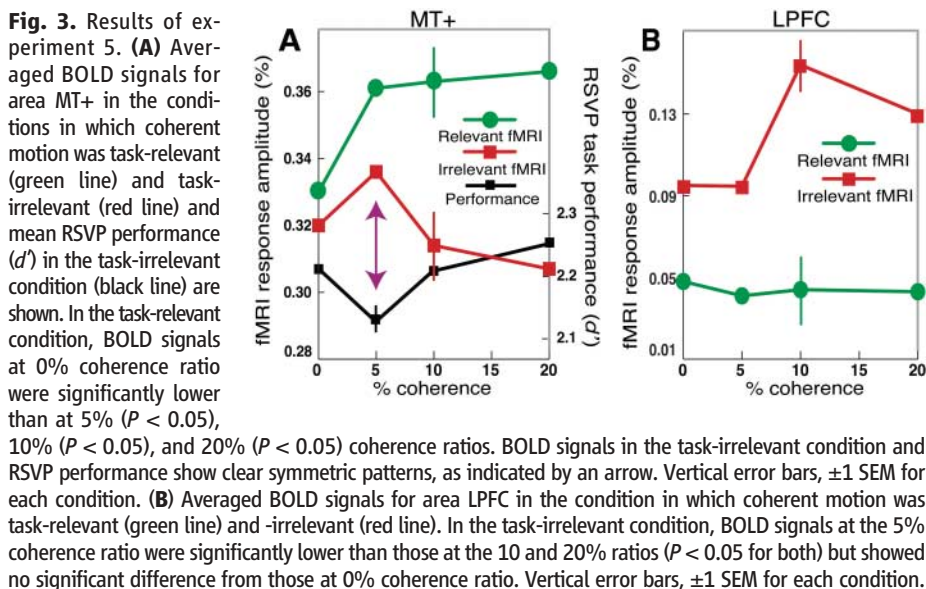 Fig. 3. Results of ex-
periment 5. (A) Aver-
aged BOLD signals for
area MT+ in the condi-
tions in which coherent
motion was task-relevant
(green line) and task-
irrelevant (red line) and
mean RSVP performance
(d′) in the task-irrelevant
condition (black line) are
shown. In the task-relevant
condition, BOLD signals
at 0% coherence ratio
were significantly lower
than at 5% (P < 0.05),
MT+
A
fMRI response amplitude (%)
0.36
0.34
0.32
0.30
0.28
Relevant fMRI
Irrelevant fMRI
Performance
RSVP task performance (d′)
2.3
2.2
2.1
0 5 10 15 20
% coherence
LPFC
B
fMRI response amplitude (%)
0.13
0.09
0.05
0.01
Relevant fMRI
Irrelevant fMRI
0 5 10 15 20
% coherence
10% (P < 0.05), and 20% (P < 0.05) coherence ratios. BOLD signals in the task-irrelevant condition and
RSVP performance show clear symmetric patterns, as indicated by an arrow. Vertical error bars, ±1 SEM for
each condition. (B) Averaged BOLD signals for area LPFC in the condition in which coherent motion was
task-relevant (green line) and -irrelevant (red line). In the task-irrelevant condition, BOLD signals at the 5%
coherence ratio were significantly lower than those at the 10 and 20% ratios (P < 0.05 for both) but showed
no significant difference from those at 0% coherence ratio. Vertical error bars, ±1 SEM for each condition.